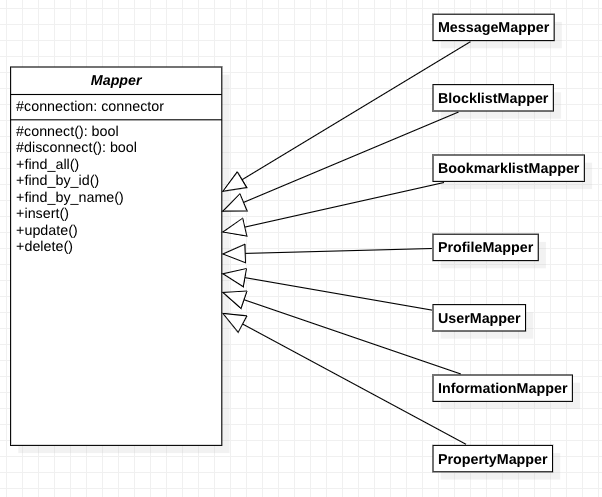 Mapper
#connection: connector
#connect(): bool
#disconnect(): bool
+find_all()
+find_by_id()
+find_by_name()
+insert()
+update()
+delete()
MessageMapper
BlocklistMapper
BookmarklistMapper
ProfileMapper
UserMapper
InformationMapper
PropertyMapper